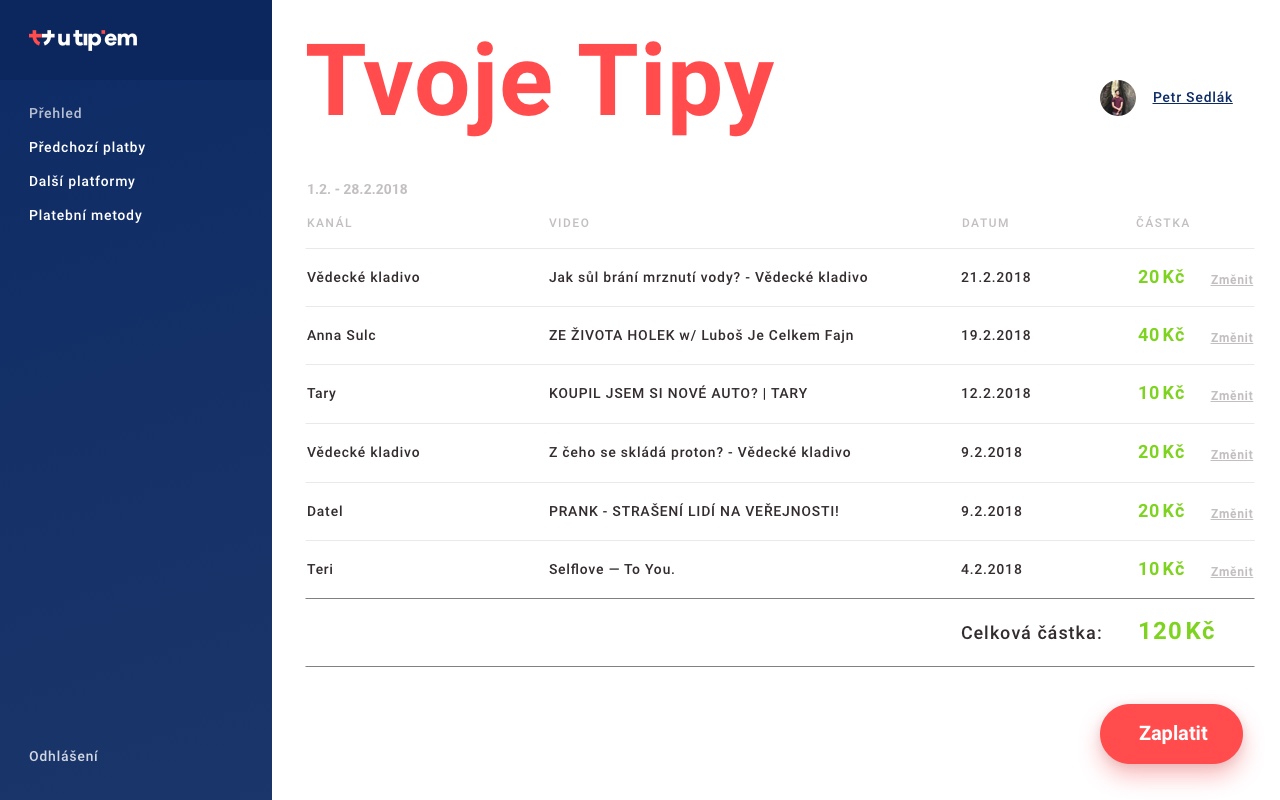 tutip'em
Přehled
Předchozí platby
Další platformy
Platební metody
Odhlášení
Tvoje Tipy
Petr Sedlák
1.2. - 28.2.2018
KANÁL VIDEO DATUM ČÁSTKA
Vědecké kladivo Jak sůl brání mrznutí vody? - Vědecké kladivo 21.2.2018 20 Kč Změnit
Anna Sulc ZE ŽIVOTA HOLEK w/ Luboš Je Celkem Fajn 19.2.2018 40 Kč Změnit
Tary KOUPIL JSEM SI NOVÉ AUTO? | TARY 12.2.2018 10 Kč Změnit
Vědecké kladivo Z čeho se skládá proton? - Vědecké kladivo 9.2.2018 20 Kč Změnit
Datel PRANK - STRAŠENÍ LIDÍ NA VEŘEJNOSTI! 9.2.2018 20 Kč Změnit
Teri Selflove — To You. 4.2.2018 10 Kč Změnit
Celková částka: 120 Kč
Zaplatit